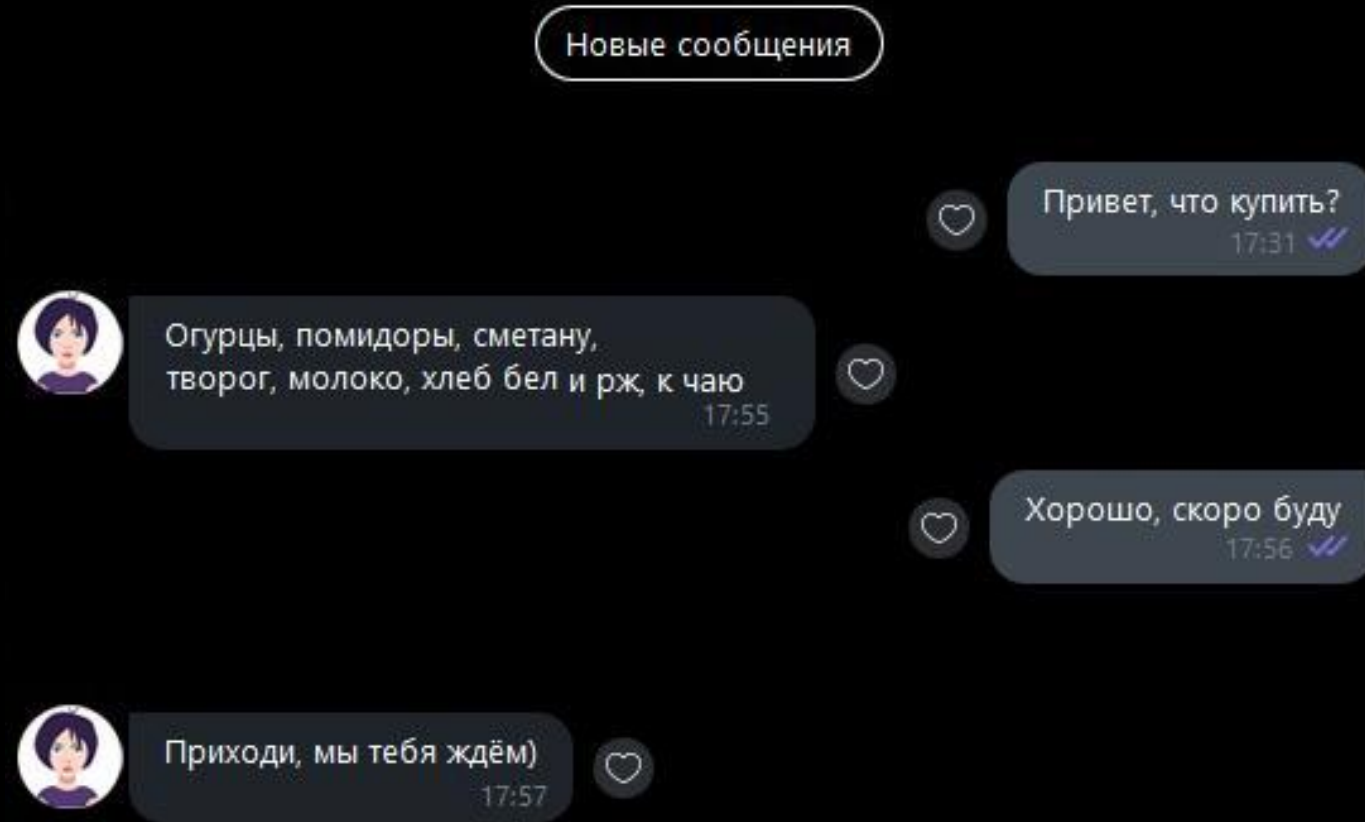 Новые сообщения
Привет, что купить?
17:31
Огурцы, помидоры, сметану,
творог, молоко, хлеб бел и рж, к чаю
17:55
Хорошо, скоро буду
17:56
Приходи, мы тебя ждём)
17:57